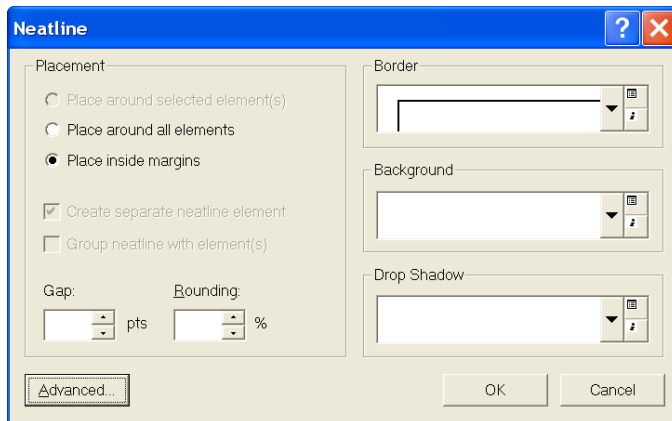 Neatline
?
Placement
Place around selected element(s)
Place around all elements
Place inside margins
Create separate neatline element
Group neatline with element(s)
Gap:
Rounding:
pts
%
Border
Background
Drop Shadow
Advanced...
OK
Cancel